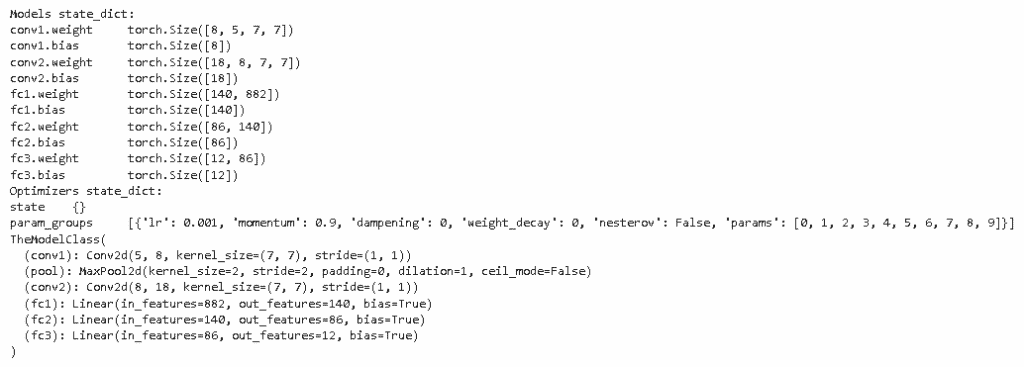 Models state_dict:
conv1.weight torch.Size([8, 5, 7, 7])
conv1.bias torch.Size([8])
conv2.weight torch.Size([18, 8, 7, 7])
conv2.bias torch.Size([18])
fc1.weight torch.Size([140, 882])
fc1.bias torch.Size([140])
fc2.weight torch.Size([86, 140])
fc2.bias torch.Size([86])
fc3.weight torch.Size([12, 86])
fc3.bias torch.Size([12])
Optimizers state_dict:
state {}
param_groups [{'lr': 0.001, 'momentum': 0.9, 'dampening': 0, 'weight_decay': 0, 'nesterov': False, 'params': [0, 1, 2, 3, 4, 5, 6, 7, 8, 9]}]
TheModelClass(
(conv1): Conv2d(5, 8, kernel_size=(7, 7), stride=(1, 1))
(pool): MaxPool2d(kernel_size=2, stride=2, padding=0, dilation=1, ceil_mode=False)
(conv2): Conv2d(8, 18, kernel_size=(7, 7), stride=(1, 1))
(fc1): Linear(in_features=882, out_features=140, bias=True)
(fc2): Linear(in_features=140, out_features=86, bias=True)
(fc3): Linear(in_features=86, out_features=12, bias=True)
)